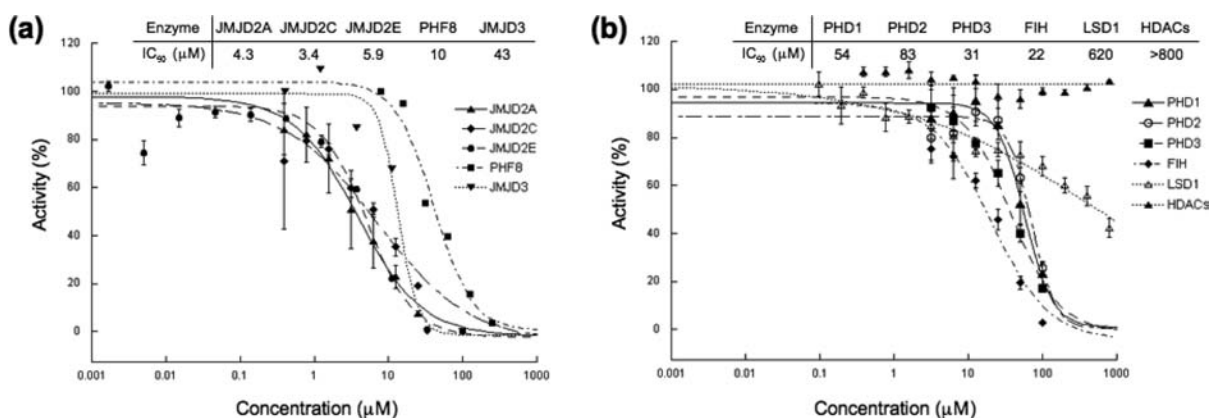 (a)
Enzyme JMJD2A JMJD2C JMJD2E PHF8 JMJD3
IC50 (μM) 4.3 3.4 5.9 10 43
120
100
80
60
40
20
0
Activity (%)
JMJD2A
JMJD2C
JMJD2E
PHF8
JMJD3
0.001 0.01 0.1 1 10 100 1000
Concentration (μM)
(b)
Enzyme PHD1 PHD2 PHD3 FIH LSD1 HDACs
IC50 (μM) 54 83 31 22 620 >800
120
100
80
60
40
20
0
Activity (%)
PHD1
PHD2
PHD3
FIH
LSD1
HDACs
0.001 0.01 0.1 1 10 100 1000
Concentration (μM)